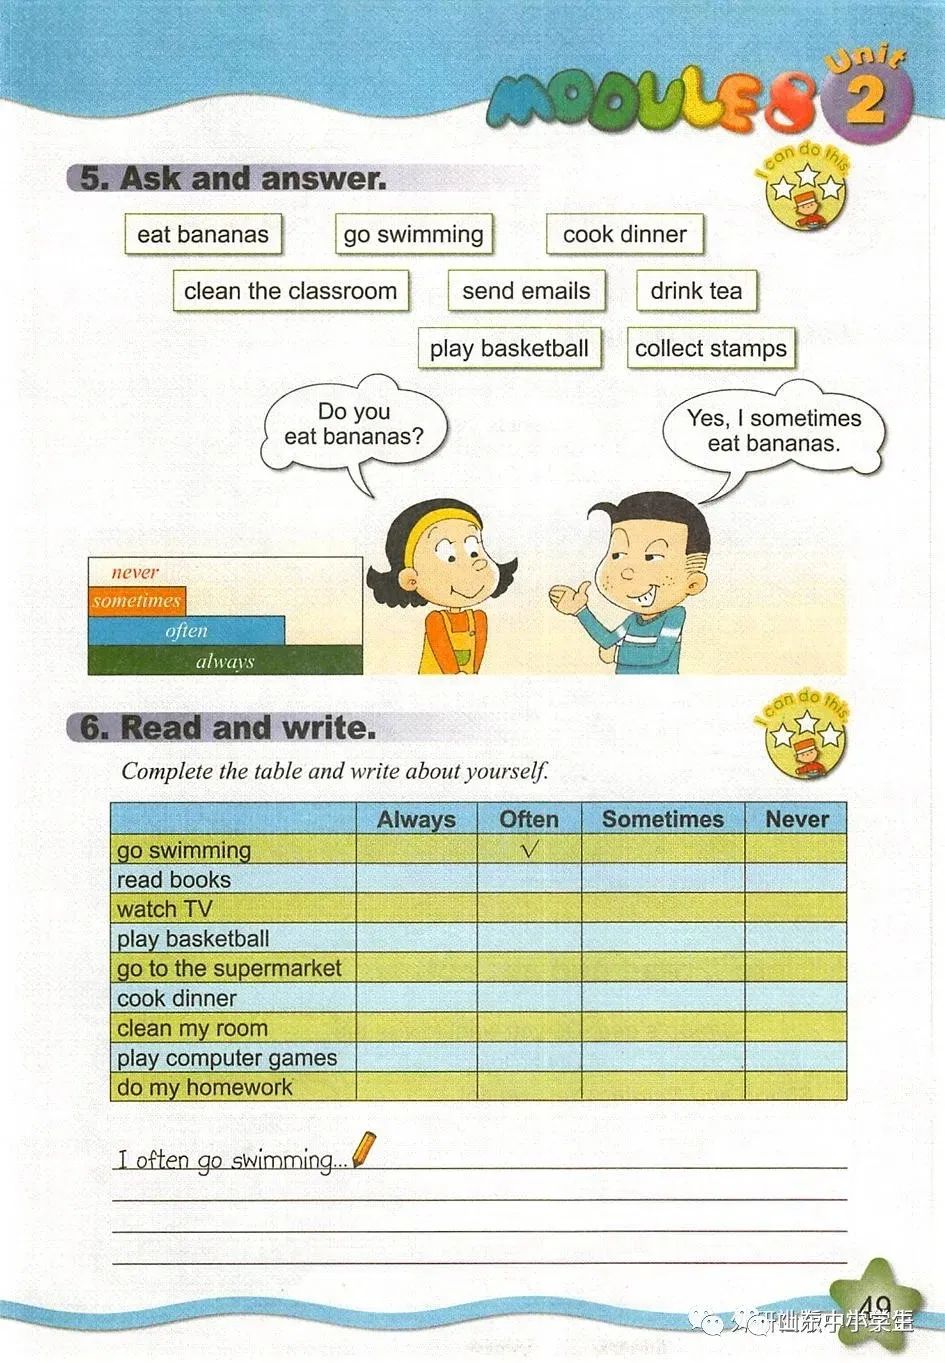 MODULE 8 Unit 2
5. Ask and answer.
I can do this.
eat bananas go swimming cook dinner
clean the classroom send emails drink tea
play basketball collect stamps
Do you
eat bananas?
Yes, I sometimes
eat bananas.
never
sometimes
often
always
6. Read and write.
I can do this.
Complete the table and write about yourself.
Always Often Sometimes Never
go swimming √
read books
watch TV
play basketball
go to the supermarket
cook dinner
clean my room
play computer games
do my homework
I often go swimming...
49
中小学生